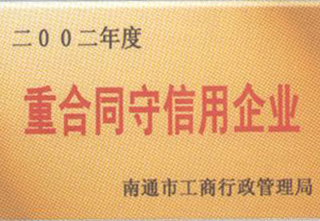 二００二年度
重合同守信用企业
南通市工商行政管理局